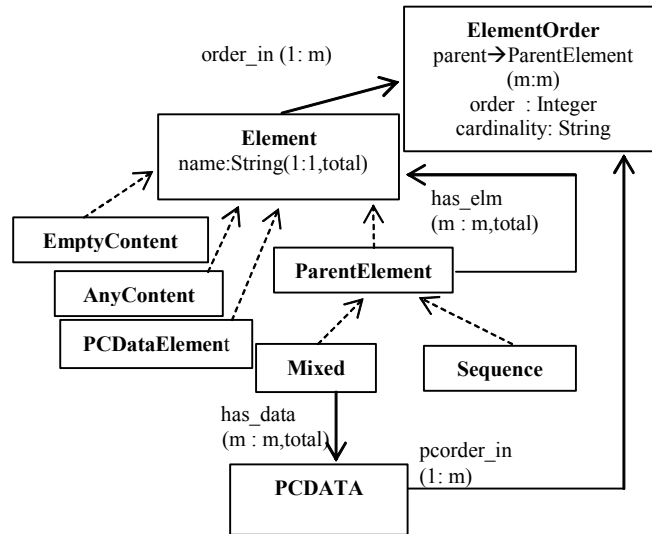 ElementOrder
parent→ParentElement
(m:m)
order : Integer
cardinality: String
order_in (1: m)
Element
name:String(1:1,total)
has_elm
(m : m,total)
EmptyContent
ParentElement
AnyContent
PCDataElement
Mixed
Sequence
has_data
(m : m,total)
pcorder_in
(1: m)
PCDATA